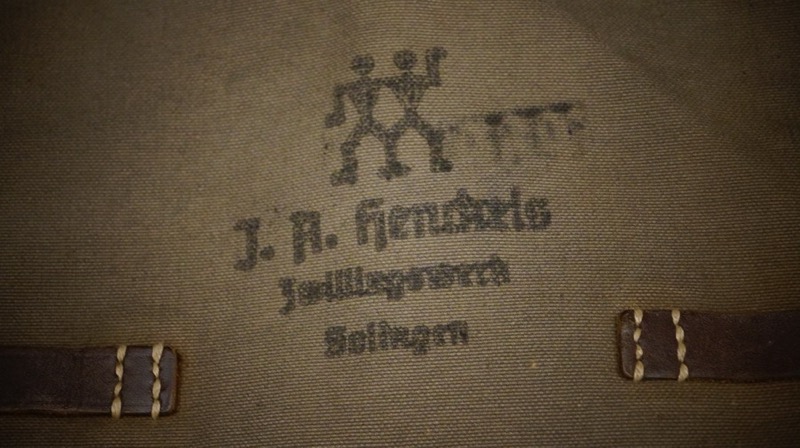 J. A. Henckels
Zwillingswerk
Solingen